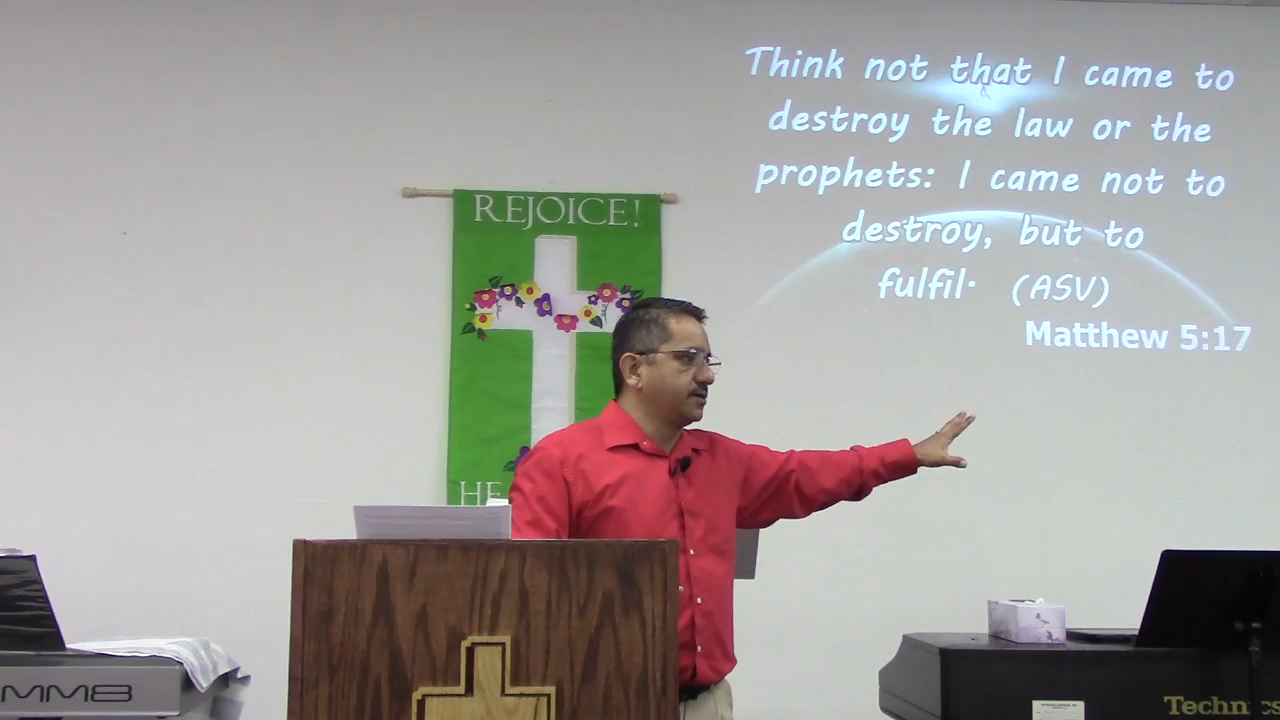 Think not that I came to
destroy the law or the
prophets: I came not to
destroy, but to
fulfil. (ASV)
Matthew 5:17
REJOICE!
HE
MM8
Technics